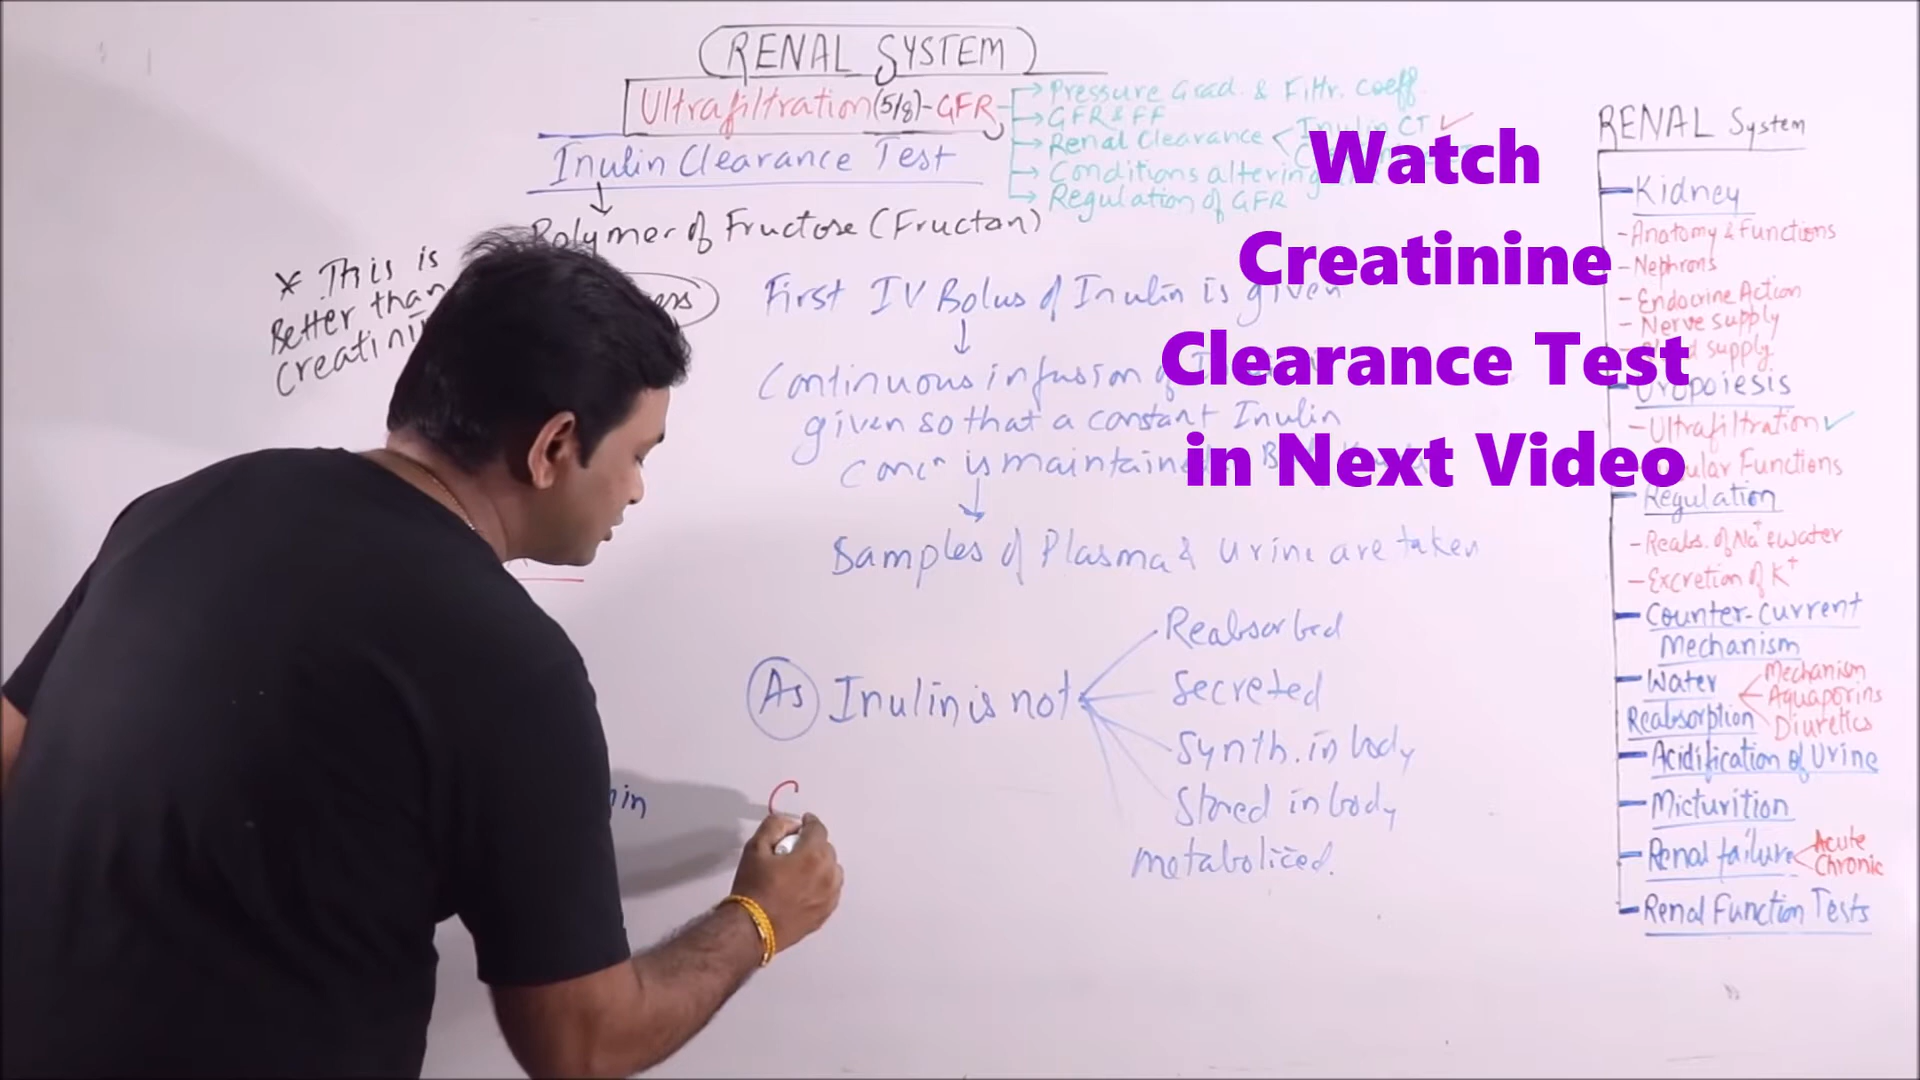 RENAL SYSTEM
Ultrafiltration (5/8) - GFR
Pressure Grad. & Filtr. coeff.
GFR & FF
Renal Clearance
Inulin CT ✓
Conditions altering
Regulation of GFR
Inulin Clearance Test
Polymer of Fructose (Fructan)
* This is
Better than
First IV Bolus of Inulin is given
Continuous infusion of
given so that a constant Inulin
Concn is
Samples of Plasma & Urine are taken
As Inulin is not
Reabsorbed
Secreted
Synth. in body
Stored in body
metabolized.
Watch
Creatinine
Clearance Test
in Next Video
RENAL System
Kidney
- Anatomy & Functions
- Nephrons
- Endocrine Action
- Nerve supply
supply
Uropoiesis
- Ultrafiltration ✓
Functions
Regulation
- Reabs. of Na+ & water
- Excretion of K+
Counter-Current
Mechanism
Water
Reabsorption
Mechanism
Aquaporins
Diuretics
Acidification of Urine
Micturition
Renal failure
Acute
Chronic
Renal Function Tests